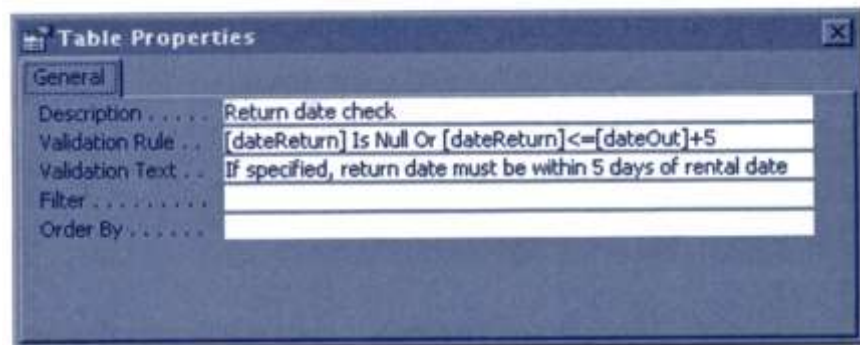 Table Properties
General
Description . . . . . Return date check
Validation Rule . . [dateReturn] Is Null Or [dateReturn]<=[dateOut]+5
Validation Text . . If specified, return date must be within 5 days of rental date
Filter . . . . . . . . .
Order By . . . . . .